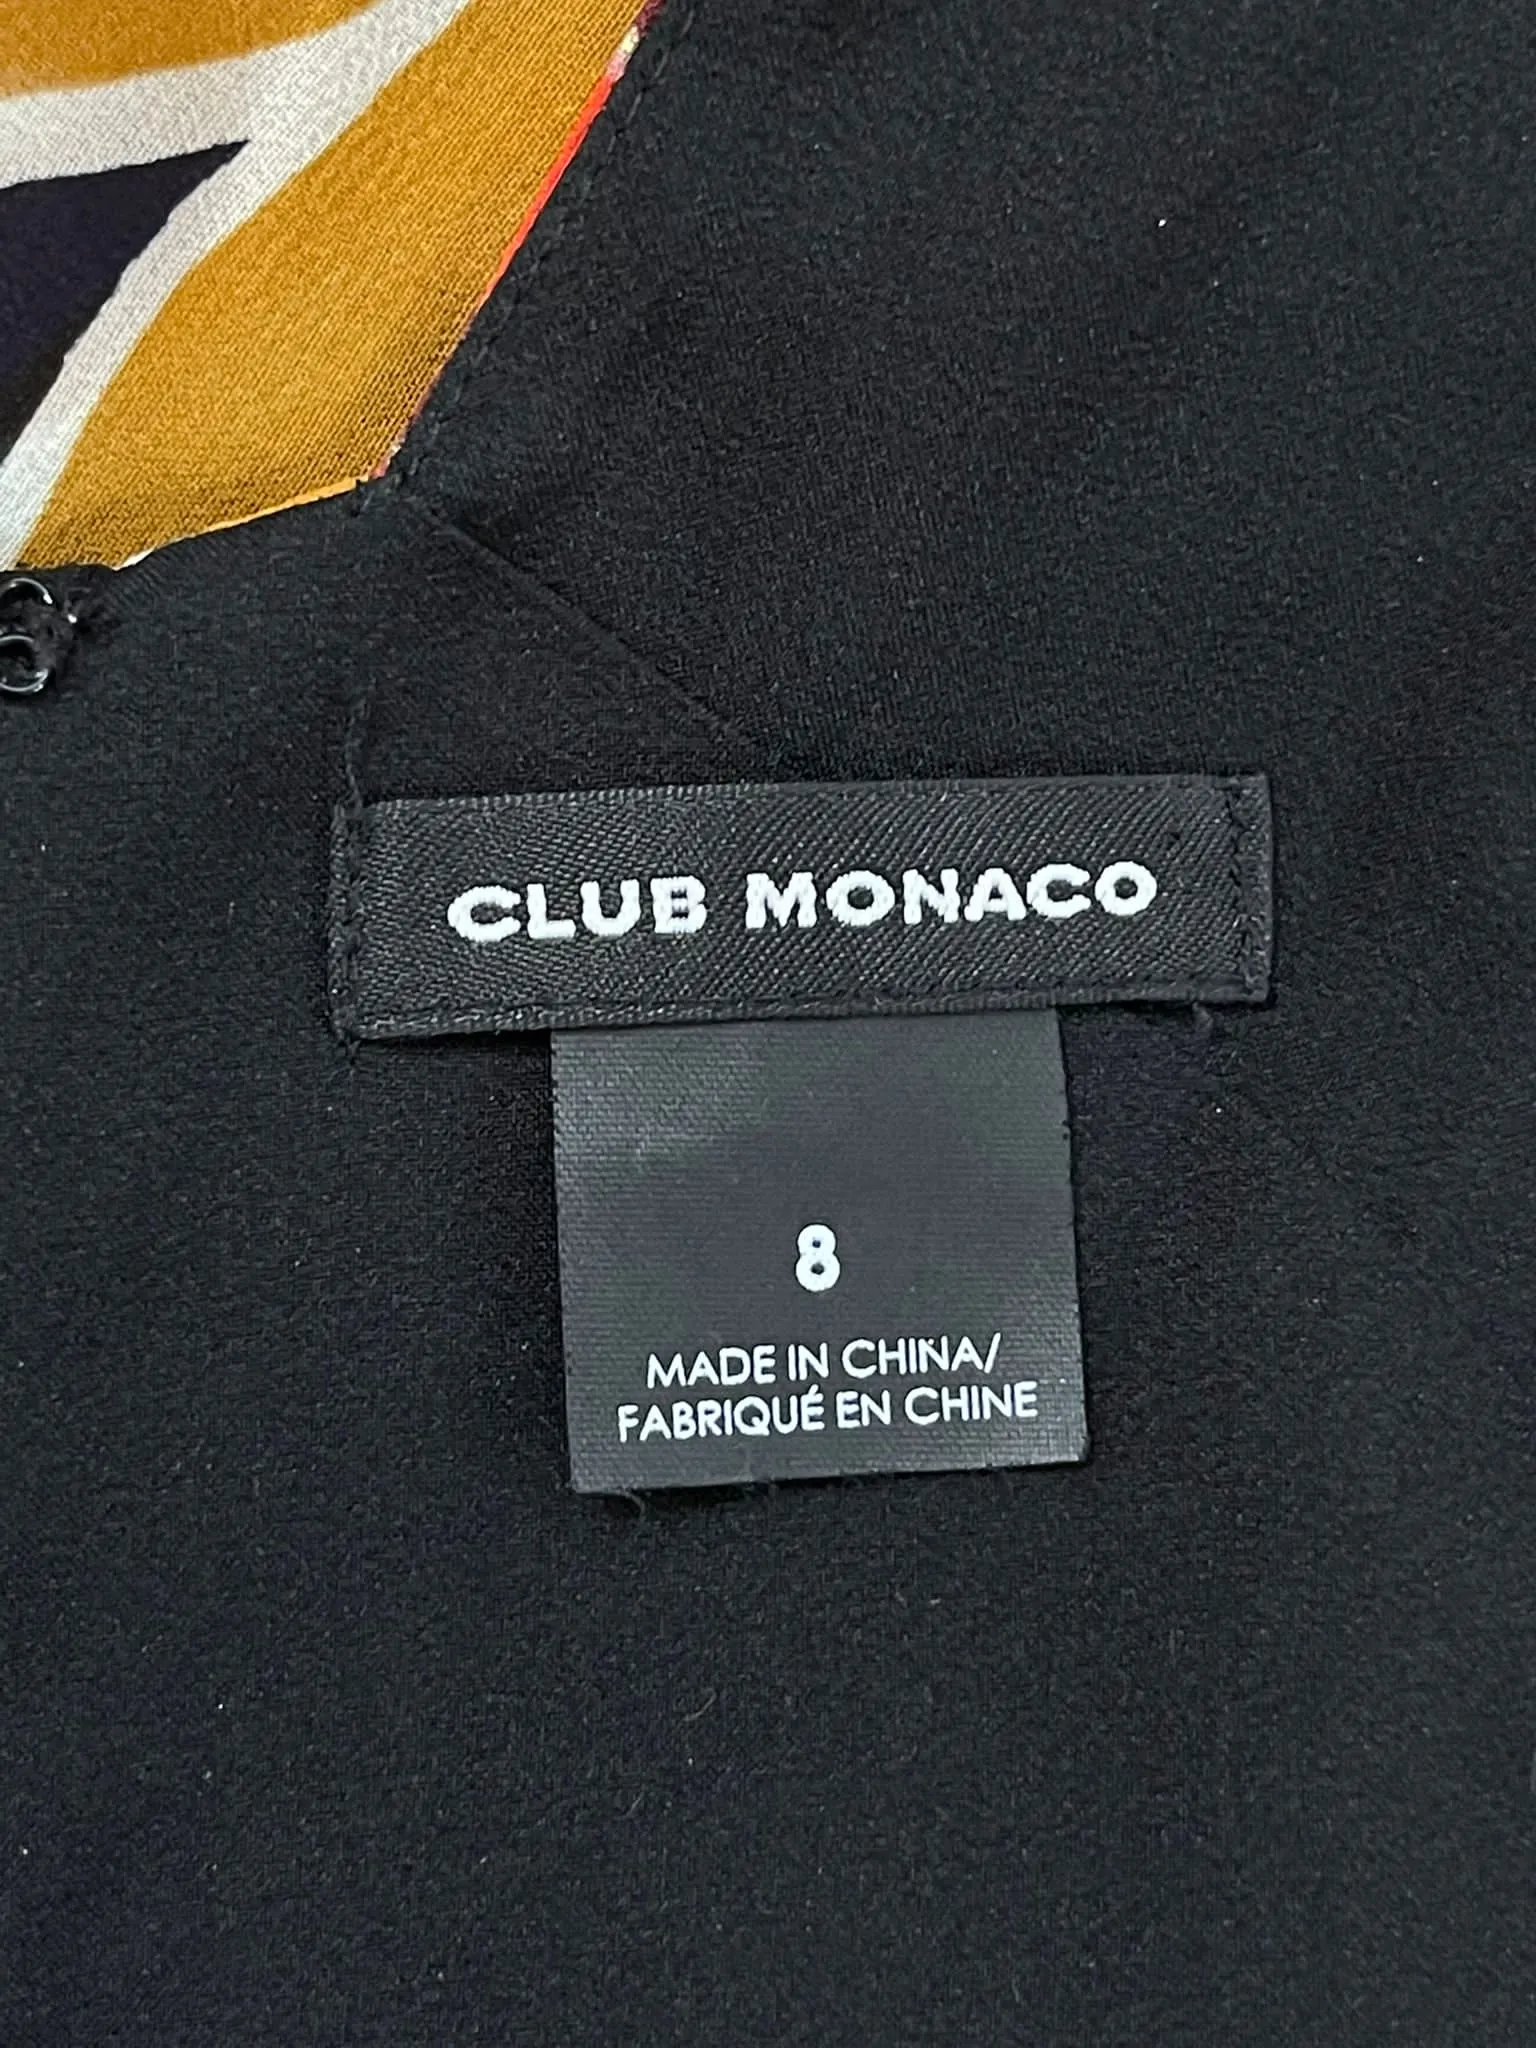 CLUB MONACO
8
MADE IN CHINA/
FABRIQUÉ EN CHINE